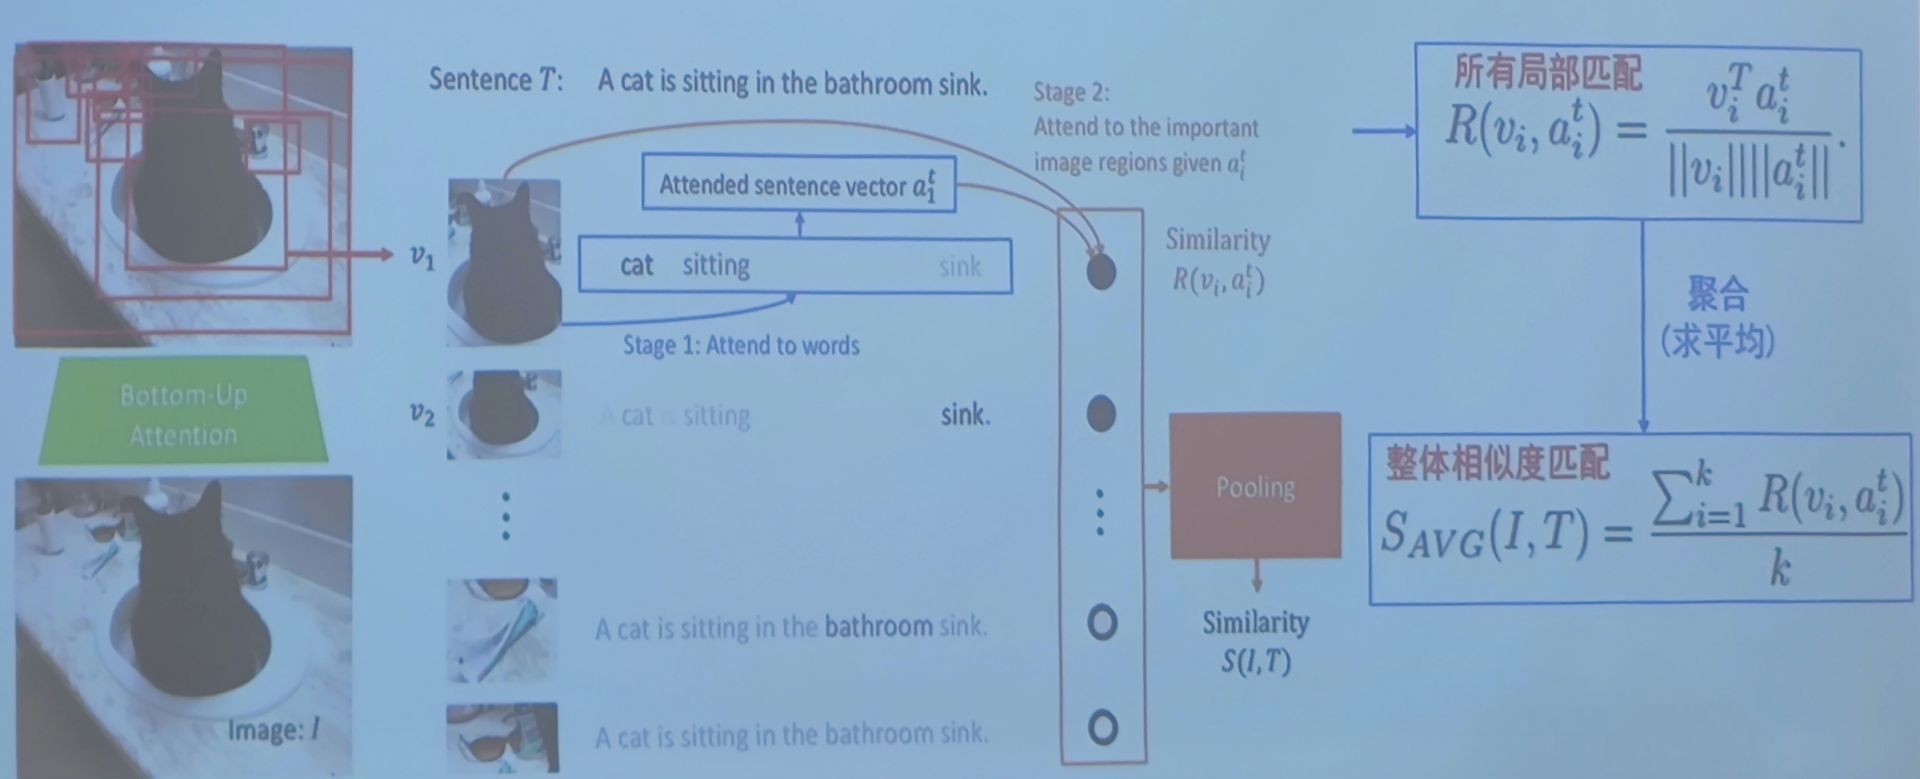 Sentence T: A cat is sitting in the bathroom sink.
Stage 2:
Attend to the important
image regions given a_i^t
Attended sentence vector a_1^t
v_1
cat sitting sink
Stage 1: Attend to words
Similarity
R(v_i, a_i^t)
Bottom-Up
Attention
v_2
A cat is sitting sink.
⋮
⋮
A cat is sitting in the bathroom sink.
A cat is sitting in the bathroom sink.
Image: I
Pooling
Similarity
S(I,T)
所有局部匹配
R(v_i, a_i^t) = v_i^T a_i^t / ||v_i||||a_i^t||.
聚合
(求平均)
整体相似度匹配
S_{AVG}(I,T) = ∑_{i=1}^k R(v_i, a_i^t) / k